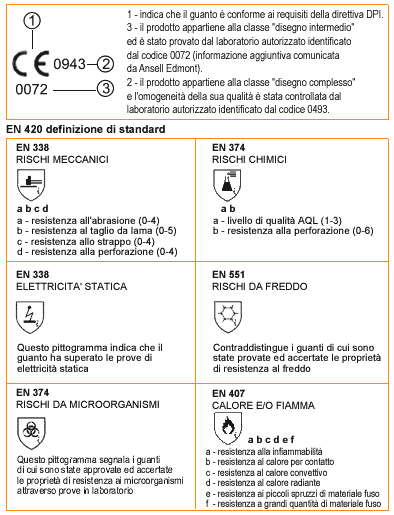 1
1 - indica che il guanto è conforme ai requisiti della direttiva DPI.
3 - il prodotto appartiene alla classe "disegno intermedio"
ed è stato provato dal laboratorio autorizzato identificato
dal codice 0072 (informazione aggiuntiva comunicata
da Ansell Edmont).
2 - il prodotto appartiene alla classe "disegno complesso"
e l'omogeneità della sua qualità è stata controllata dal
laboratorio autorizzato identificato dal codice 0493.
CE 0943 2
0072 3
EN 420 definizione di standard
EN 338
RISCHI MECCANICI
a b c d
a - resistenza all'abrasione (0-4)
b - resistenza al taglio da lama (0-5)
c - resistenza allo strappo (0-4)
d - resistenza alla perforazione (0-4)
EN 374
RISCHI CHIMICI
a b
a - livello di qualità AQL (1-3)
b - resistenza alla perforazione (0-6)
EN 338
ELETTRICITA' STATICA
Questo pittogramma indica che il
guanto ha superato le prove di
elettricità statica
EN 551
RISCHI DA FREDDO
Contraddistingue i guanti di cui sono
state provate ed accertate le proprietà
di resistenza al freddo
EN 374
RISCHI DA MICROORGANISMI
Questo pittogramma segnala i guanti
di cui sono state approvate ed accertate
le proprietà di resistenza ai microorganismi
attraverso prove in laboratorio
EN 407
CALORE E/O FIAMMA
a b c d e f
a - resistenza alla infiammabilità
b - resistenza al calore per contatto
c - resistenza al calore convettivo
d - resistenza al calore radiante
e - resistenza ai piccoli spruzzi di materiale fuso
f - resistenza a grandi quantità di materiale fuso